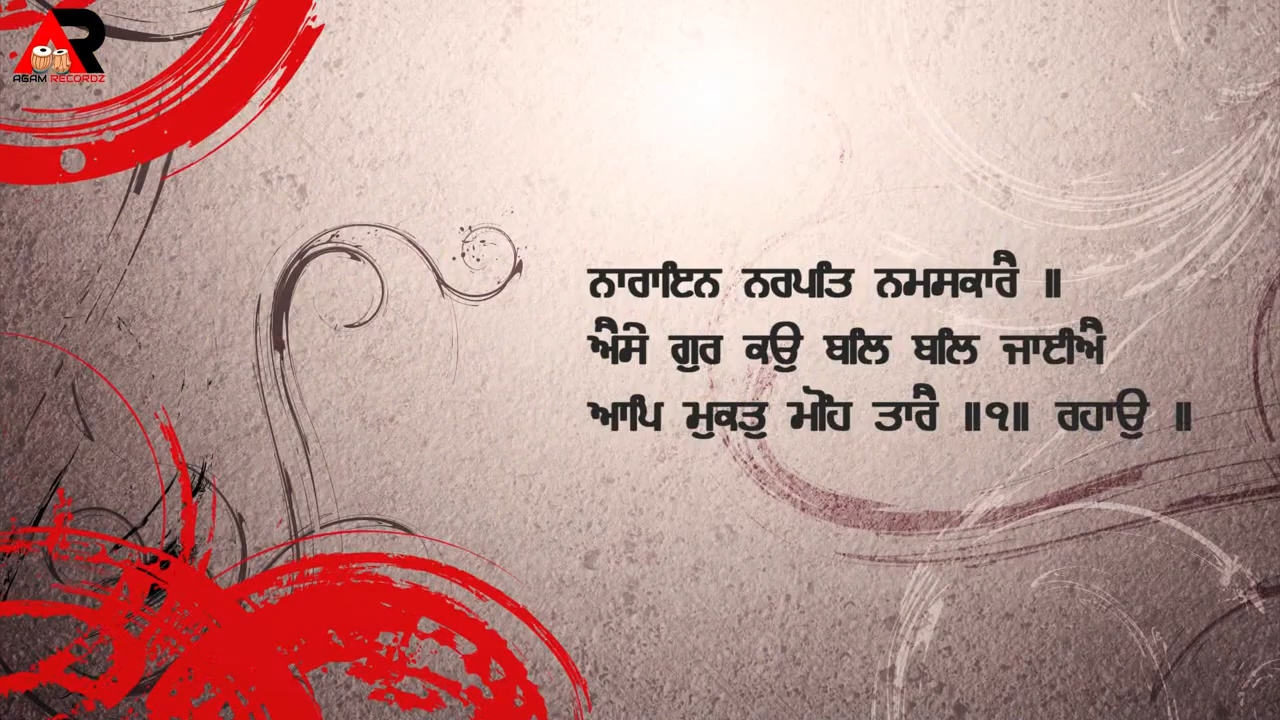 AGAM RECORDZ
ਨਾਰਾਇਨ ਨਰਪਤਿ ਨਮਸਕਾਰੈ ॥
ਐਸੇ ਗੁਰ ਕਉ ਬਲਿ ਬਲਿ ਜਾਈਐ
ਆਪਿ ਮੁਕਤੁ ਮੋਹਿ ਤਾਰੈ ॥੧॥ ਰਹਾਉ ॥